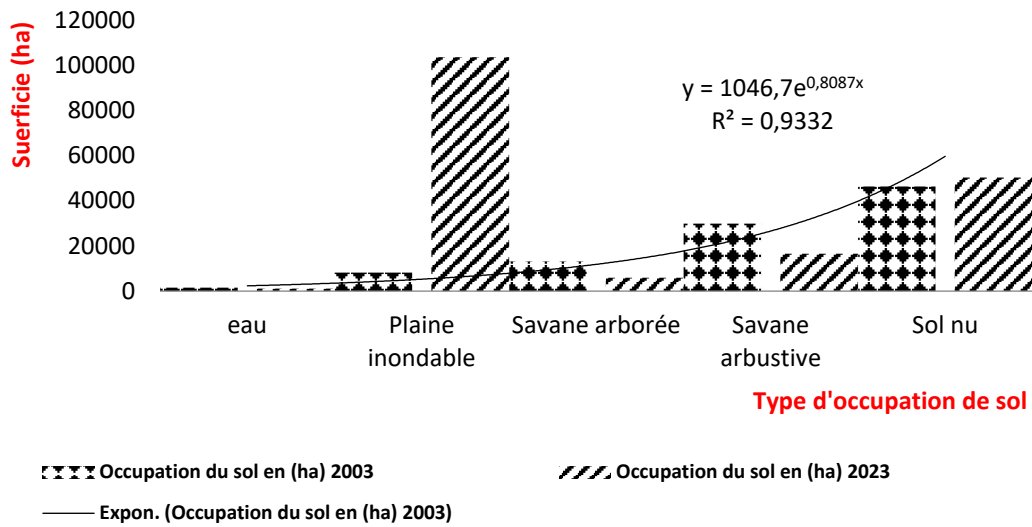 120000
100000
80000
60000
40000
20000
0
Suerficie (ha)
y = 1046,7e^0,8087x
R² = 0,9332
eau
Plaine
inondable
Savane arborée
Savane
arbustive
Sol nu
Type d'occupation de sol
Occupation du sol en (ha) 2003
Occupation du sol en (ha) 2023
Expon. (Occupation du sol en (ha) 2003)